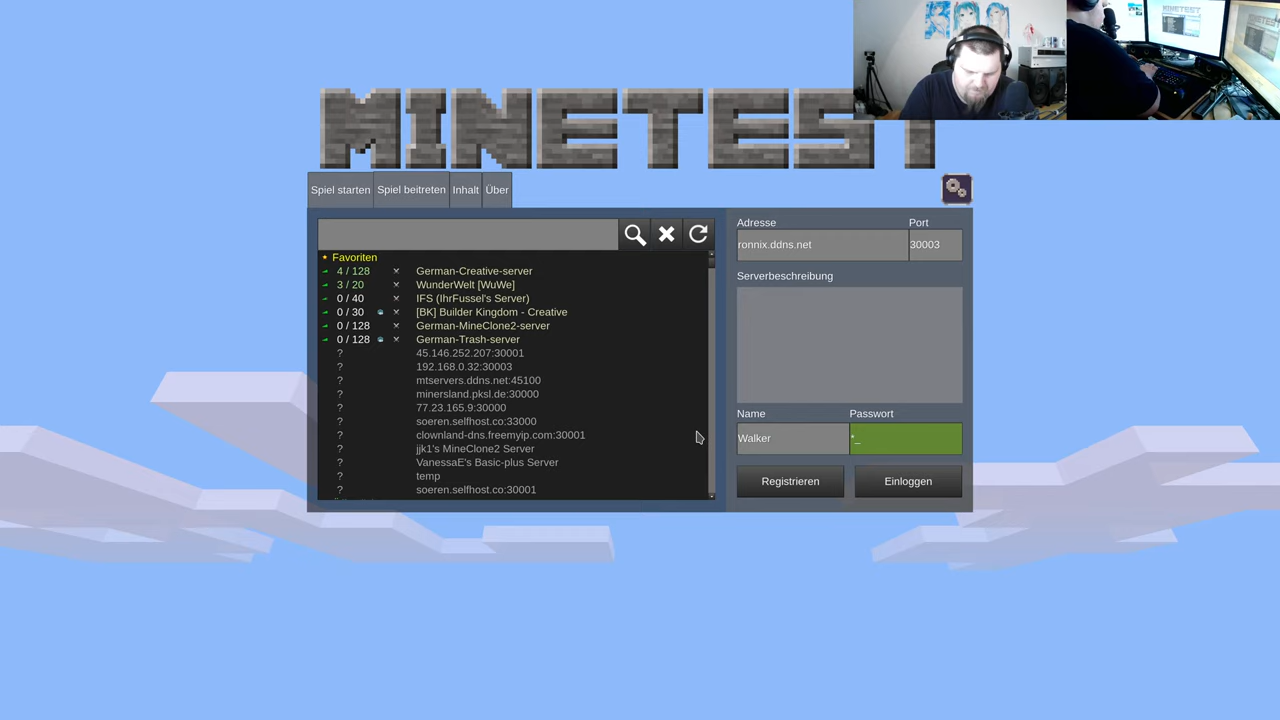 MINETEST
Spiel starten Spiel beitreten Inhalt Über
Adresse Port
ronnix.ddns.net 30003
Serverbeschreibung
Favoriten
4 / 128 German-Creative-server
3 / 20 WunderWelt [WuWe]
0 / 40 IFS (IhrFussel's Server)
0 / 30 [BK] Builder Kingdom - Creative
0 / 128 German-MineClone2-server
0 / 128 German-Trash-server
? 45.146.252.207:30001
? 192.168.0.32:30003
? mtservers.ddns.net:45100
? minersland.pksl.de:30000
? 77.23.165.9:30000
? soeren.selfhost.co:33000
? clownland-dns.freemyip.com:30001
? jjk1's MineClone2 Server
? VanessaE's Basic-plus Server
? temp
? soeren.selfhost.co:30001
Name Passwort
Walker *_
Registrieren Einloggen